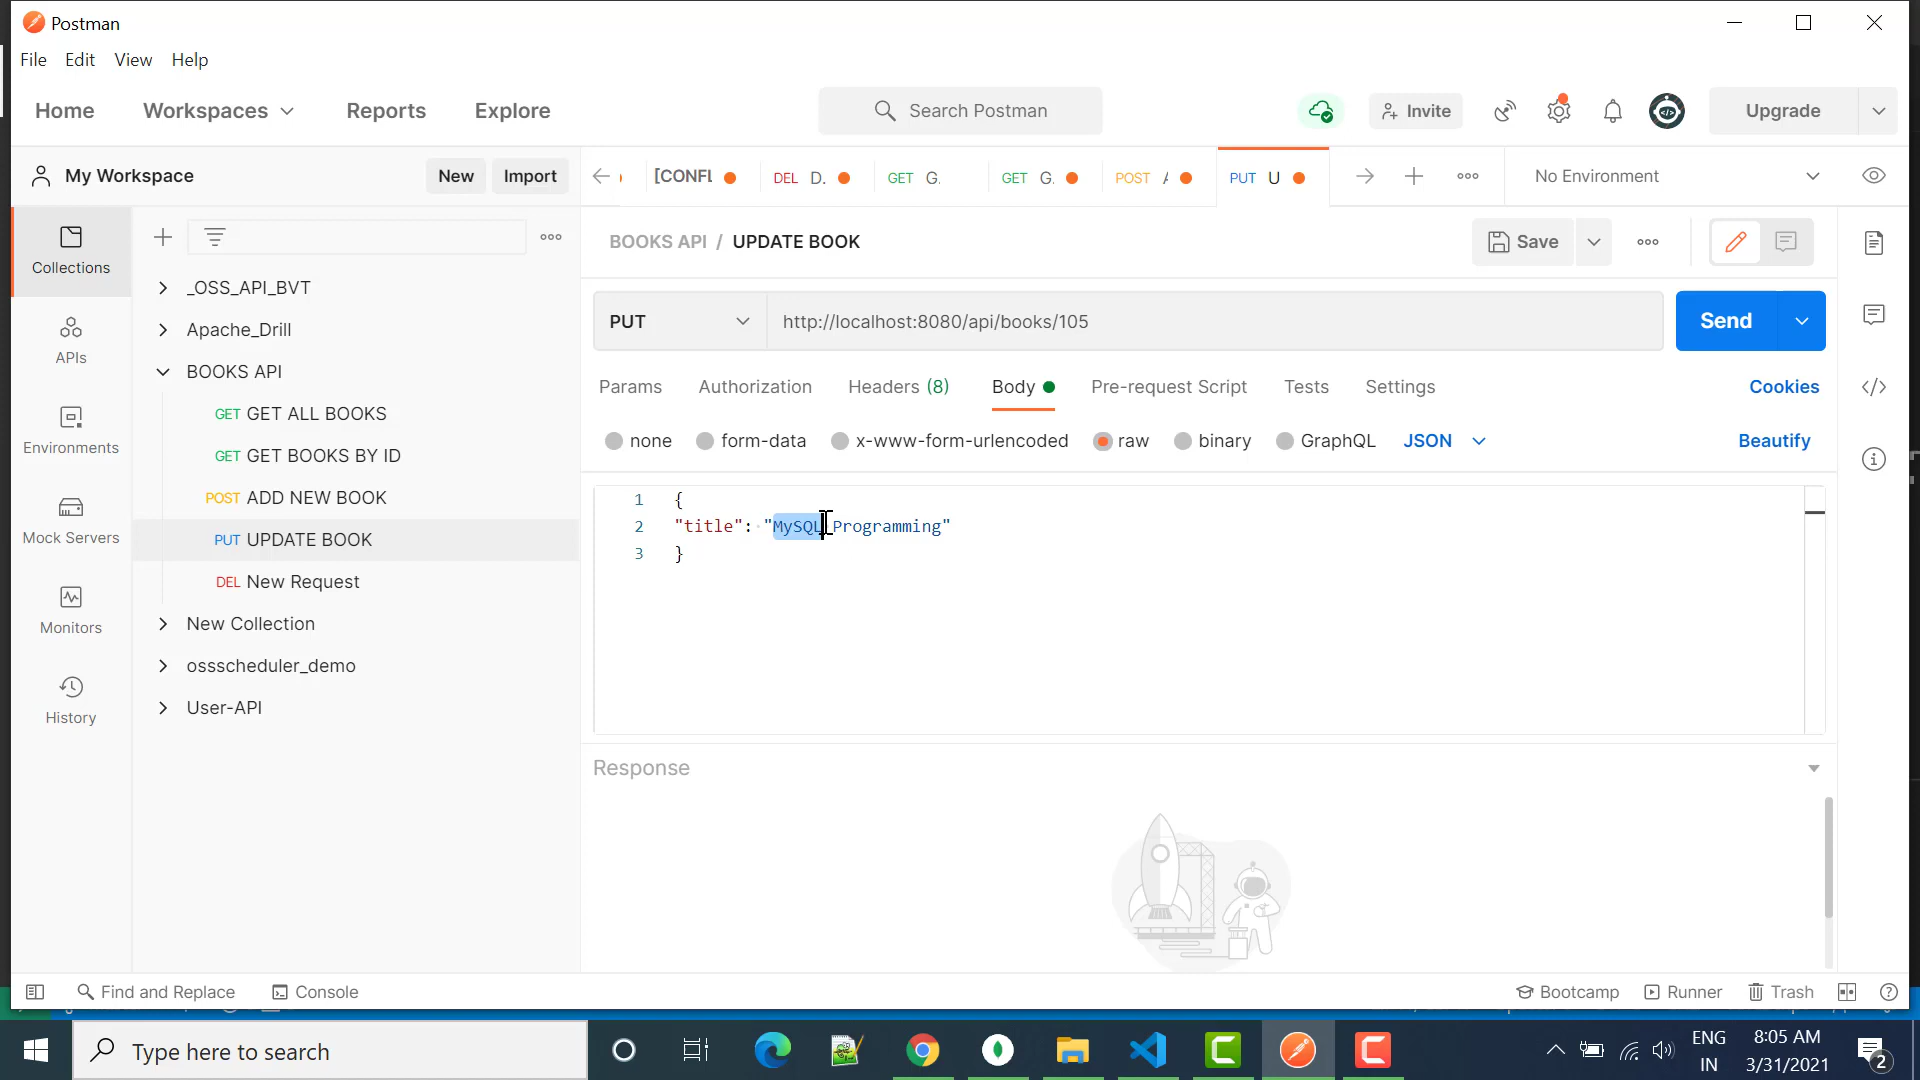 Postman
File Edit View Help
Home Workspaces Reports Explore Search Postman Invite Upgrade
My Workspace New Import [CONFL DEL D. GET G. GET G. POST PUT U No Environment
Collections
APIs
Environments
Mock Servers
Monitors
History
_OSS_API_BVT
Apache_Drill
BOOKS API
GET GET ALL BOOKS
GET GET BOOKS BY ID
POST ADD NEW BOOK
PUT UPDATE BOOK
DEL New Request
New Collection
ossscheduler_demo
User-API
BOOKS API / UPDATE BOOK Save
PUT http://localhost:8080/api/books/105 Send
Params Authorization Headers (8) Body Pre-request Script Tests Settings Cookies
none form-data x-www-form-urlencoded raw binary GraphQL JSON Beautify
1 {
2 "title": "MySQL Programming"
3 }
Response
Find and Replace Console Bootcamp Runner Trash
Type here to search
ENG
IN
8:05 AM
3/31/2021
2